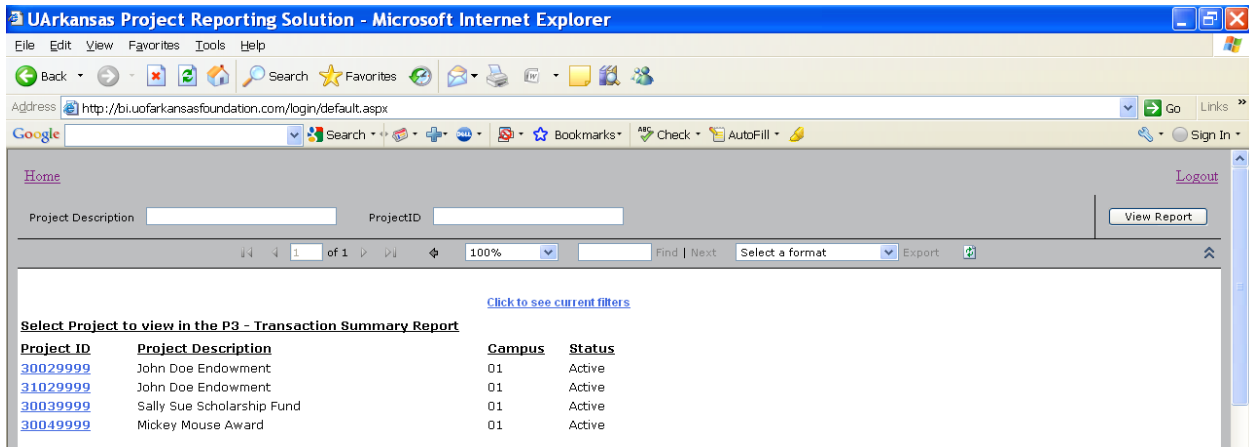 UArkansas Project Reporting Solution - Microsoft Internet Explorer
File Edit View Favorites Tools Help
Back Search Favorites
Address http://bi.uofarkansasfoundation.com/login/default.aspx Go Links »
Google Search Bookmarks ABC Check AutoFill Sign In
Home Logout
Project Description ProjectID View Report
1 of 1 100% Find | Next Select a format Export
Click to see current filters
Select Project to view in the P3 - Transaction Summary Report
Project ID Project Description Campus Status
30029999 John Doe Endowment 01 Active
31029999 John Doe Endowment 01 Active
30039999 Sally Sue Scholarship Fund 01 Active
30049999 Mickey Mouse Award 01 Active